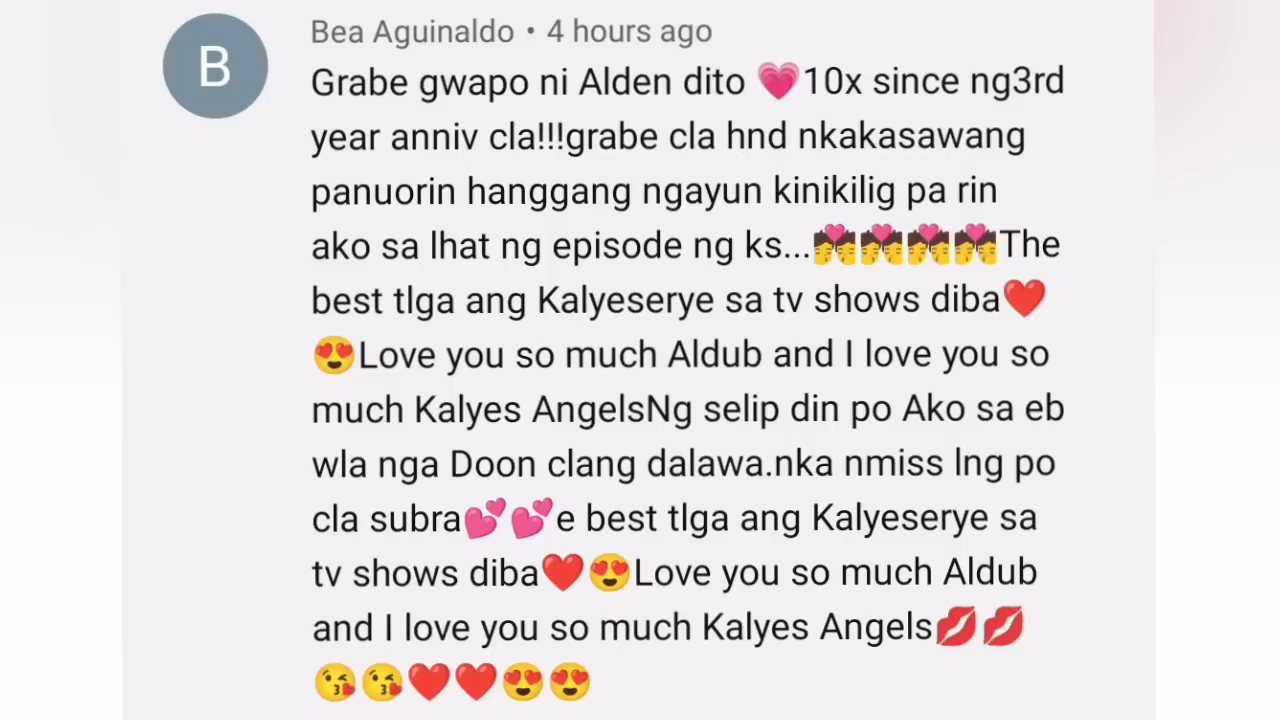 B
Bea Aguinaldo • 4 hours ago
Grabe gwapo ni Alden dito 💗10x since ng3rd
year anniv cla!!!grabe cla hnd nkakasawang
panuorin hanggang ngayun kinikilig pa rin
ako sa lhat ng episode ng ks...💏💏💏💏The
best tlga ang Kalyeserye sa tv shows diba❤️
😍Love you so much Aldub and I love you so
much Kalyes AngelsNg selip din po Ako sa eb
wla nga Doon clang dalawa.nka nmiss lng po
cla subra💕💕e best tlga ang Kalyeserye sa
tv shows diba❤️😍Love you so much Aldub
and I love you so much Kalyes Angels💋💋
😘😘❤️❤️😍😍